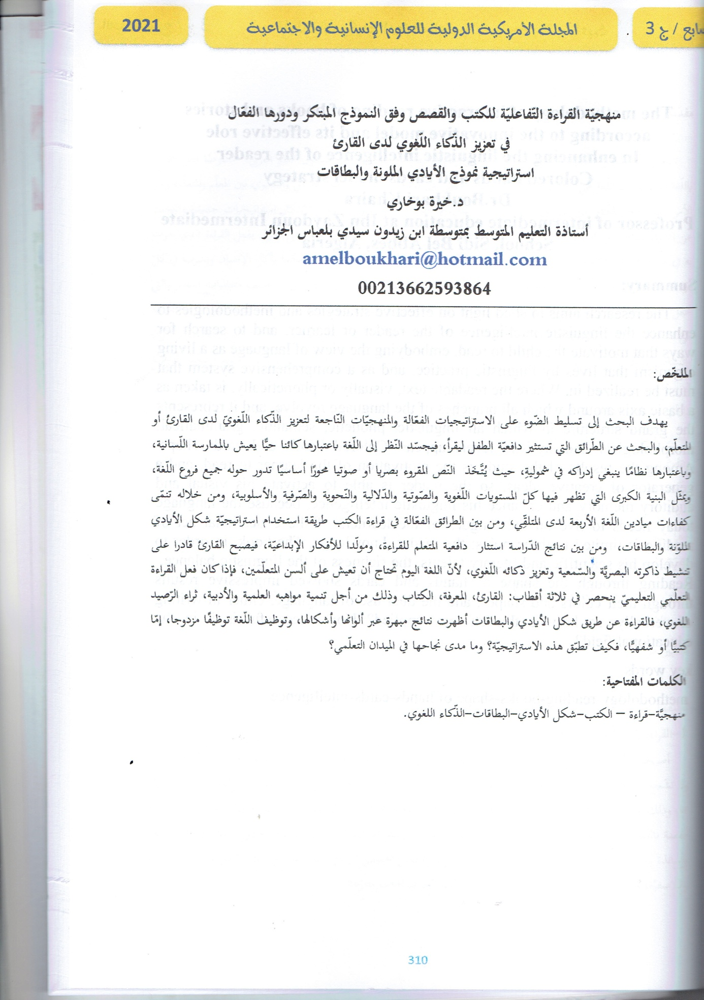 ج 3
المجلة الأمريكية الدولية للعلوم الإنسانية والاجتماعية
2021
منهجيّة القراءة التّفاعليّة للكتب والقصص وفق النموذج المبتكر ودورها الفعّال
في تعزيز الذّكاء اللّغوي لدى القارئ
استراتيجية نموذج الأيادي الملونة والبطاقات
د.خيرة بوخاري
أستاذة التعليم المتوسط بمتوسطة ابن زيدون سيدي بلعباس الجزائر
amelboukhari@hotmail.com
00213662593864
الملخّص:
يهدف البحث إلى تسليط الضّوء على الاستراتيجيات الفعّالة والمنهجيّات النّاجعة لتعزيز الذّكاء اللّغويّ لدى القارئ أو
المتعلّم، والبحث عن الطّرائق التي تستثير دافعيّة الطفل ليقرأ، فيجسّد النّظر إلى اللّغة باعتبارها كائنا حيًّا يعيش بالممارسة اللّسانية،
وباعتبارها نظامًا ينبغي إدراكه في شموليةِ، حيث يُتَّخَذ النّص المقروء بصريا أو صوتيا محورًا أساسيًا تدور حوله جميع فروع اللّغة،
ويمثّل البنية الكبرى التي تظهر فيها كلّ المستويات اللّغوية والصّوتية والدّلالية والنّحوية والصّرفية والأسلوبية، ومن خلاله تنمّى
كفاءات ميادين اللّغة الأربعة لدى المتلقِّي، ومن بين الطرائق الفعّالة في قراءة الكتب طريقة استخدام استراتيجيّة شكل الأيادي
الملوّنة والبطاقات، ومن بين نتائج الدّراسة استثار دافعية المتعلم للقراءة، ومولّدا للأفكار الإبداعيّة، فيصبح القارئ قادرا على
تنشيط ذاكرته البصريَّة والسّمعية وتعزيز ذكائه اللّغوي، لأنّ اللغة اليوم تحتاج أن تعيش على ألسن المتعلّمين، فإذا كان فعل القراءة
التعلمي التعليميّ ينحصر في ثلاثة أقطاب: القارئ، المعرفة، الكتاب وذلك من أجل تنمية مواهبه العلمية والأدبية، ثراء الرّصيد
اللغوي، فالقراءة عن طريق شكل الأيادي والبطاقات أظهرت نتائج مبهرة عبر ألوانها وأشكالها، وتوظيف اللّغة توظيفًا مزدوجا، إمّا
كتبيًّا أو شفهيًّا، فكيف تطبّق هذه الاستراتيجيّة؟ وما مدى نجاحها في الميدان التعلّمي؟
الكلمات المفتاحية:
منهجيَّة–قراءة – الكتب–شكل الأيادي–البطاقات–الذّكاء اللغوي.
310